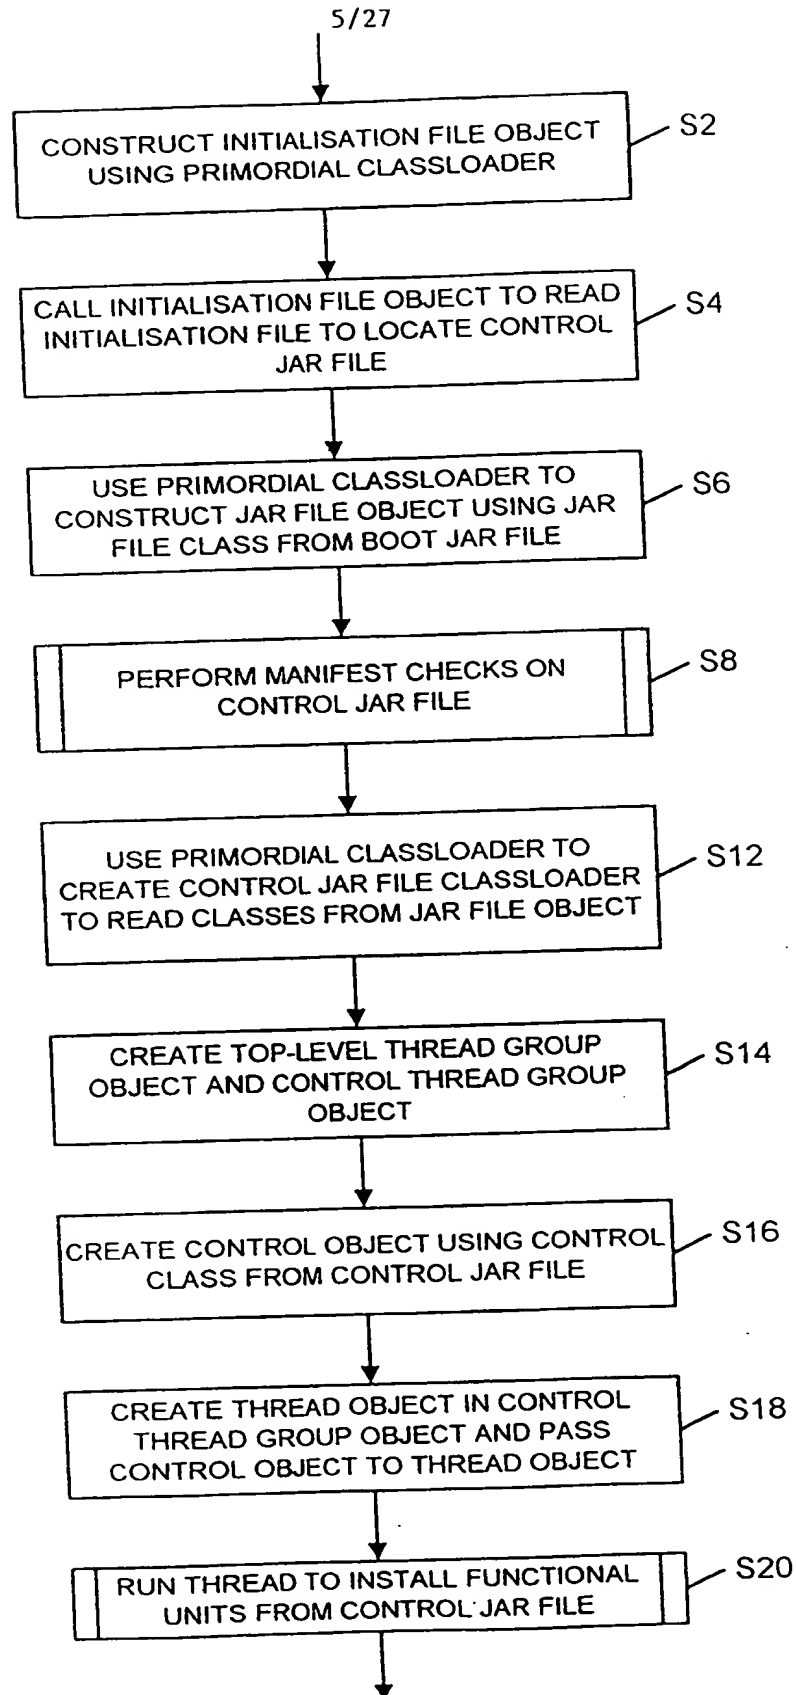 5/27
CONSTRUCT INITIALISATION FILE OBJECT
USING PRIMORDIAL CLASSLOADER
S2
CALL INITIALISATION FILE OBJECT TO READ
INITIALISATION FILE TO LOCATE CONTROL
JAR FILE
S4
USE PRIMORDIAL CLASSLOADER TO
CONSTRUCT JAR FILE OBJECT USING JAR
FILE CLASS FROM BOOT JAR FILE
S6
PERFORM MANIFEST CHECKS ON
CONTROL JAR FILE
S8
USE PRIMORDIAL CLASSLOADER TO
CREATE CONTROL JAR FILE CLASSLOADER
TO READ CLASSES FROM JAR FILE OBJECT
S12
CREATE TOP-LEVEL THREAD GROUP
OBJECT AND CONTROL THREAD GROUP
OBJECT
S14
CREATE CONTROL OBJECT USING CONTROL
CLASS FROM CONTROL JAR FILE
S16
CREATE THREAD OBJECT IN CONTROL
THREAD GROUP OBJECT AND PASS
CONTROL OBJECT TO THREAD OBJECT
S18
RUN THREAD TO INSTALL FUNCTIONAL
UNITS FROM CONTROL JAR FILE
S20